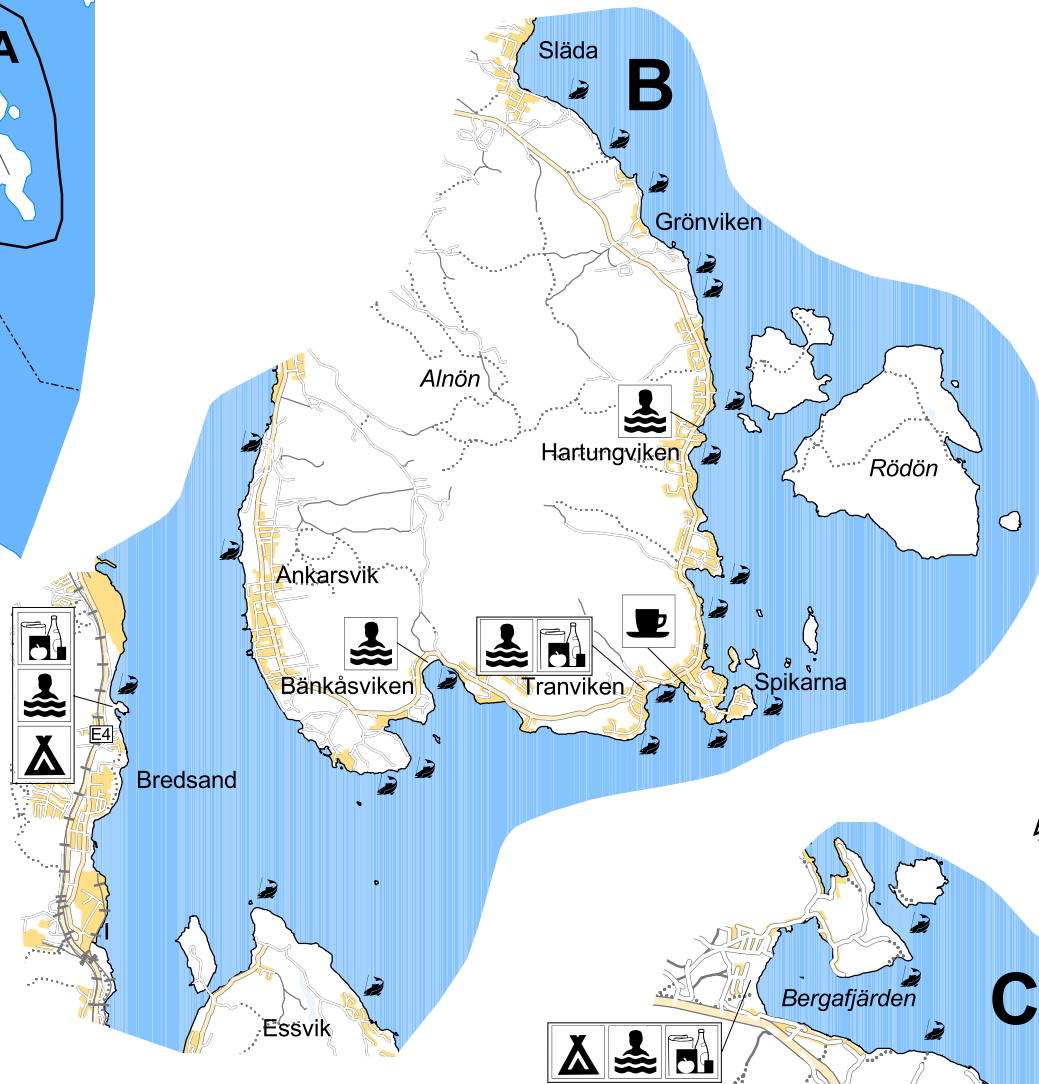 A
Släda
B
Grönviken
Alnön
Hartungviken
Rödön
Ankarsvik
Bänkåsviken
Tranviken
Spikarna
E4
Bredsand
Essvik
Bergafjärden
C